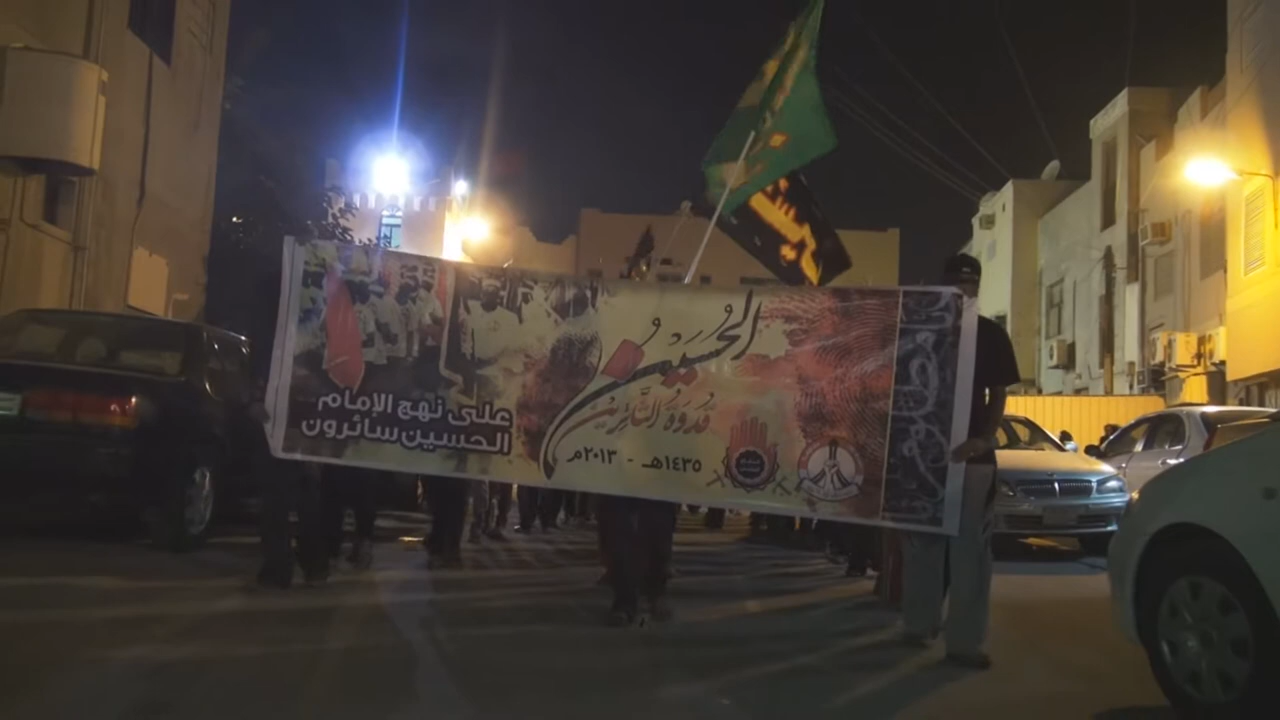 الحسين
قدوة الثائرين
١٤٣٥هـ - ٢٠١٣م
على نهج الإمام
الحسين سائرون